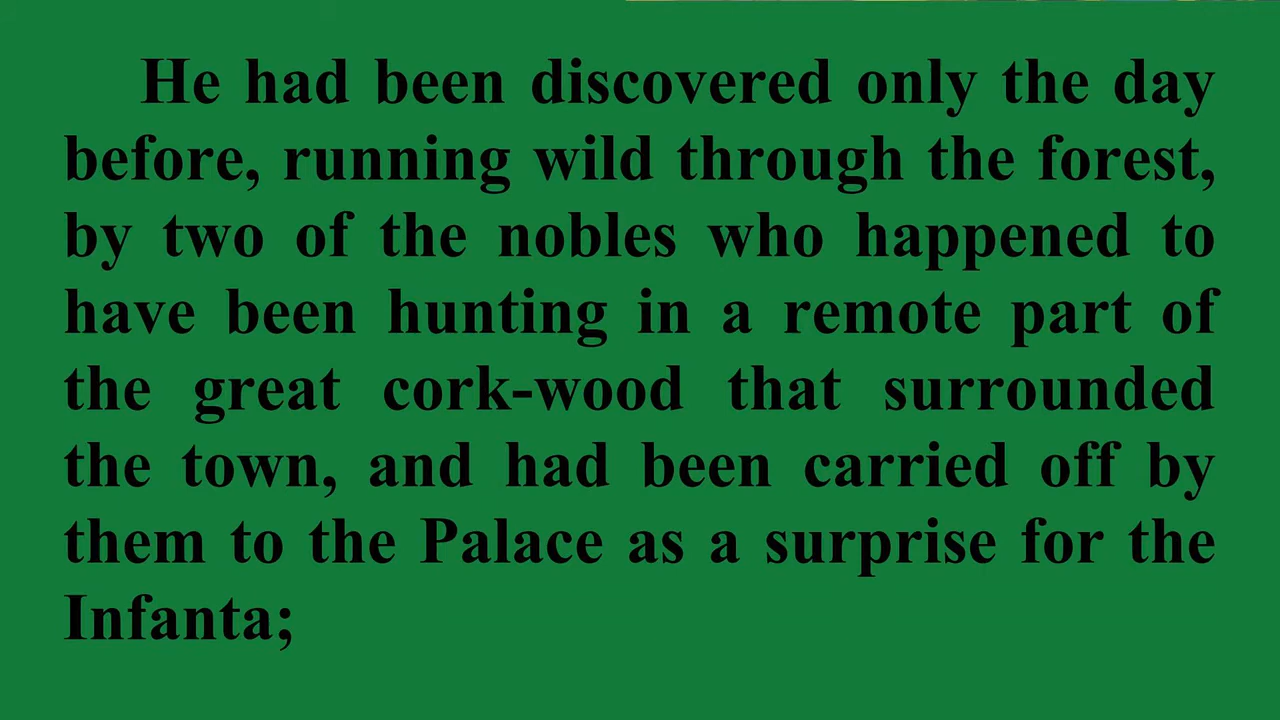 He had been discovered only the day
before, running wild through the forest,
by two of the nobles who happened to
have been hunting in a remote part of
the great cork-wood that surrounded
the town, and had been carried off by
them to the Palace as a surprise for the
Infanta;